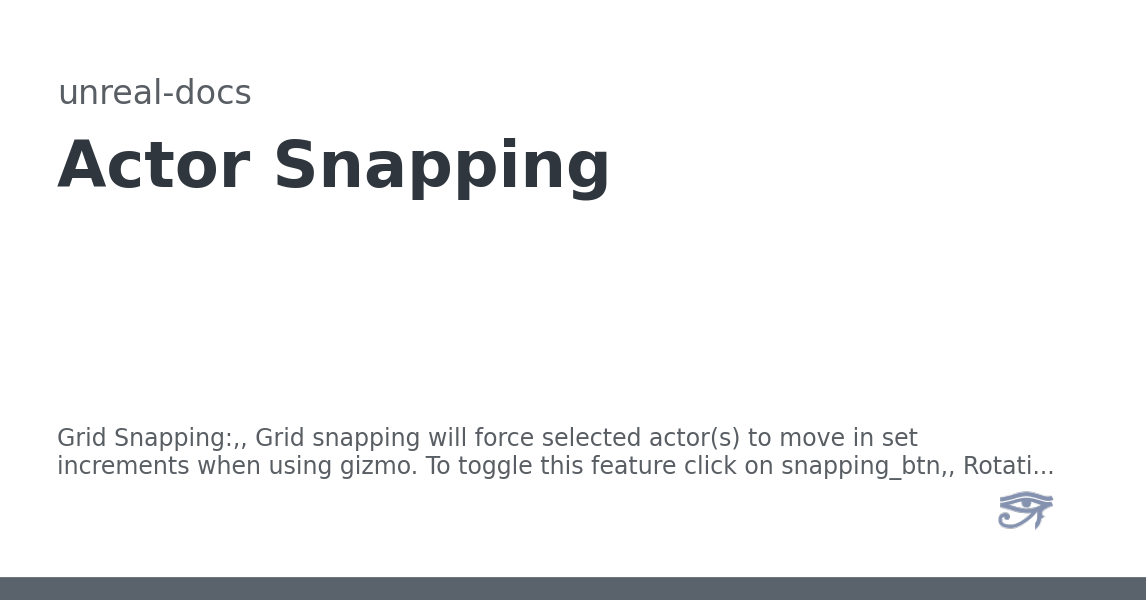 unreal-docs
Actor Snapping
Grid Snapping:,, Grid snapping will force selected actor(s) to move in set
increments when using gizmo. To toggle this feature click on snapping_btn,, Rotati...